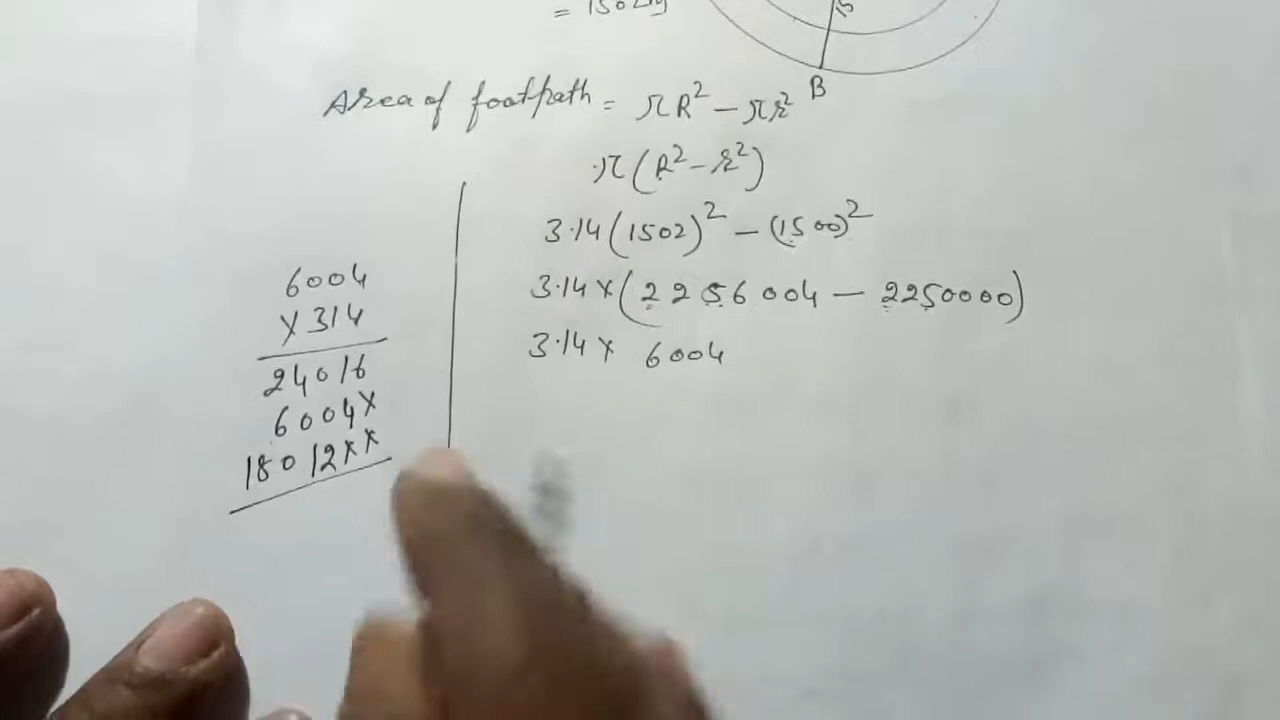 = 1502
B
Area of footpath = πR² - πr²
π(R² - r²)
3.14(1502)² - (1500)²
3.14×(2256004 - 2250000)
3.14× 6004
6004
×314
24016
6004×
18012××